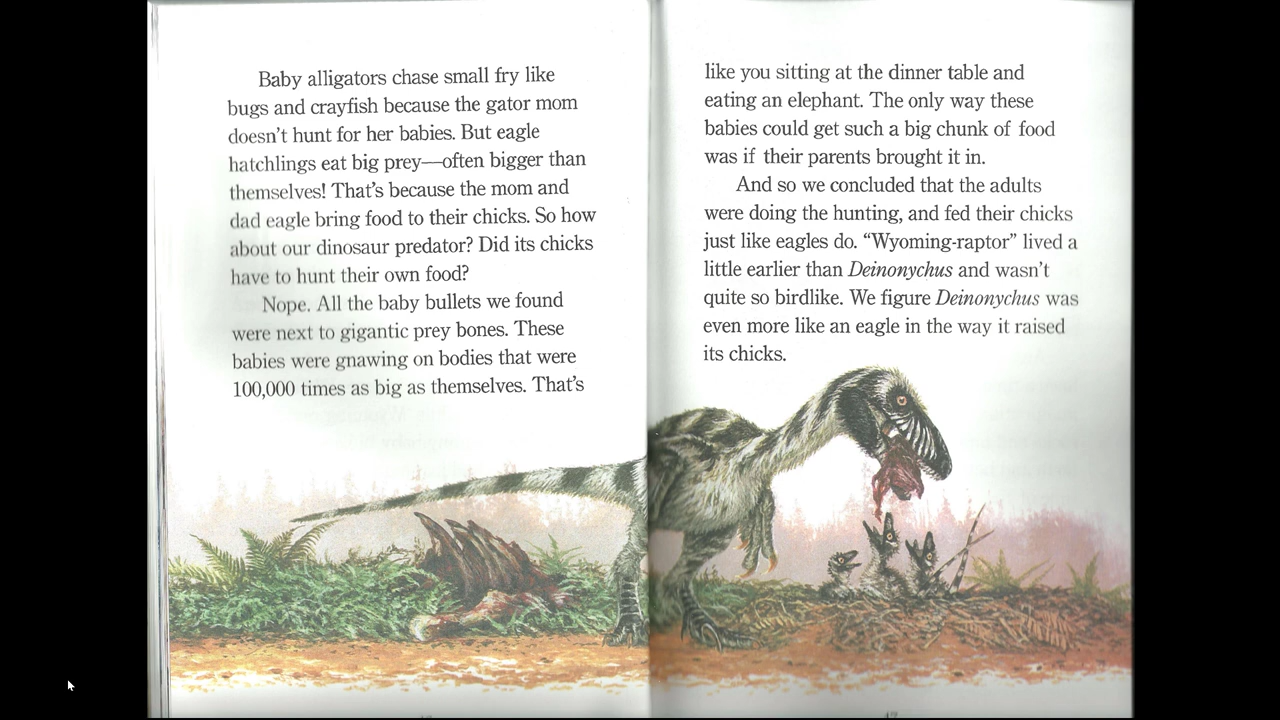 Baby alligators chase small fry like
bugs and crayfish because the gator mom
doesn't hunt for her babies. But eagle
hatchlings eat big prey—often bigger than
themselves! That's because the mom and
dad eagle bring food to their chicks. So how
about our dinosaur predator? Did its chicks
have to hunt their own food?
Nope. All the baby bullets we found
were next to gigantic prey bones. These
babies were gnawing on bodies that were
100,000 times as big as themselves. That's
like you sitting at the dinner table and
eating an elephant. The only way these
babies could get such a big chunk of food
was if their parents brought it in.
And so we concluded that the adults
were doing the hunting, and fed their chicks
just like eagles do. “Wyoming-raptor” lived a
little earlier than Deinonychus and wasn't
quite so birdlike. We figure Deinonychus was
even more like an eagle in the way it raised
its chicks.